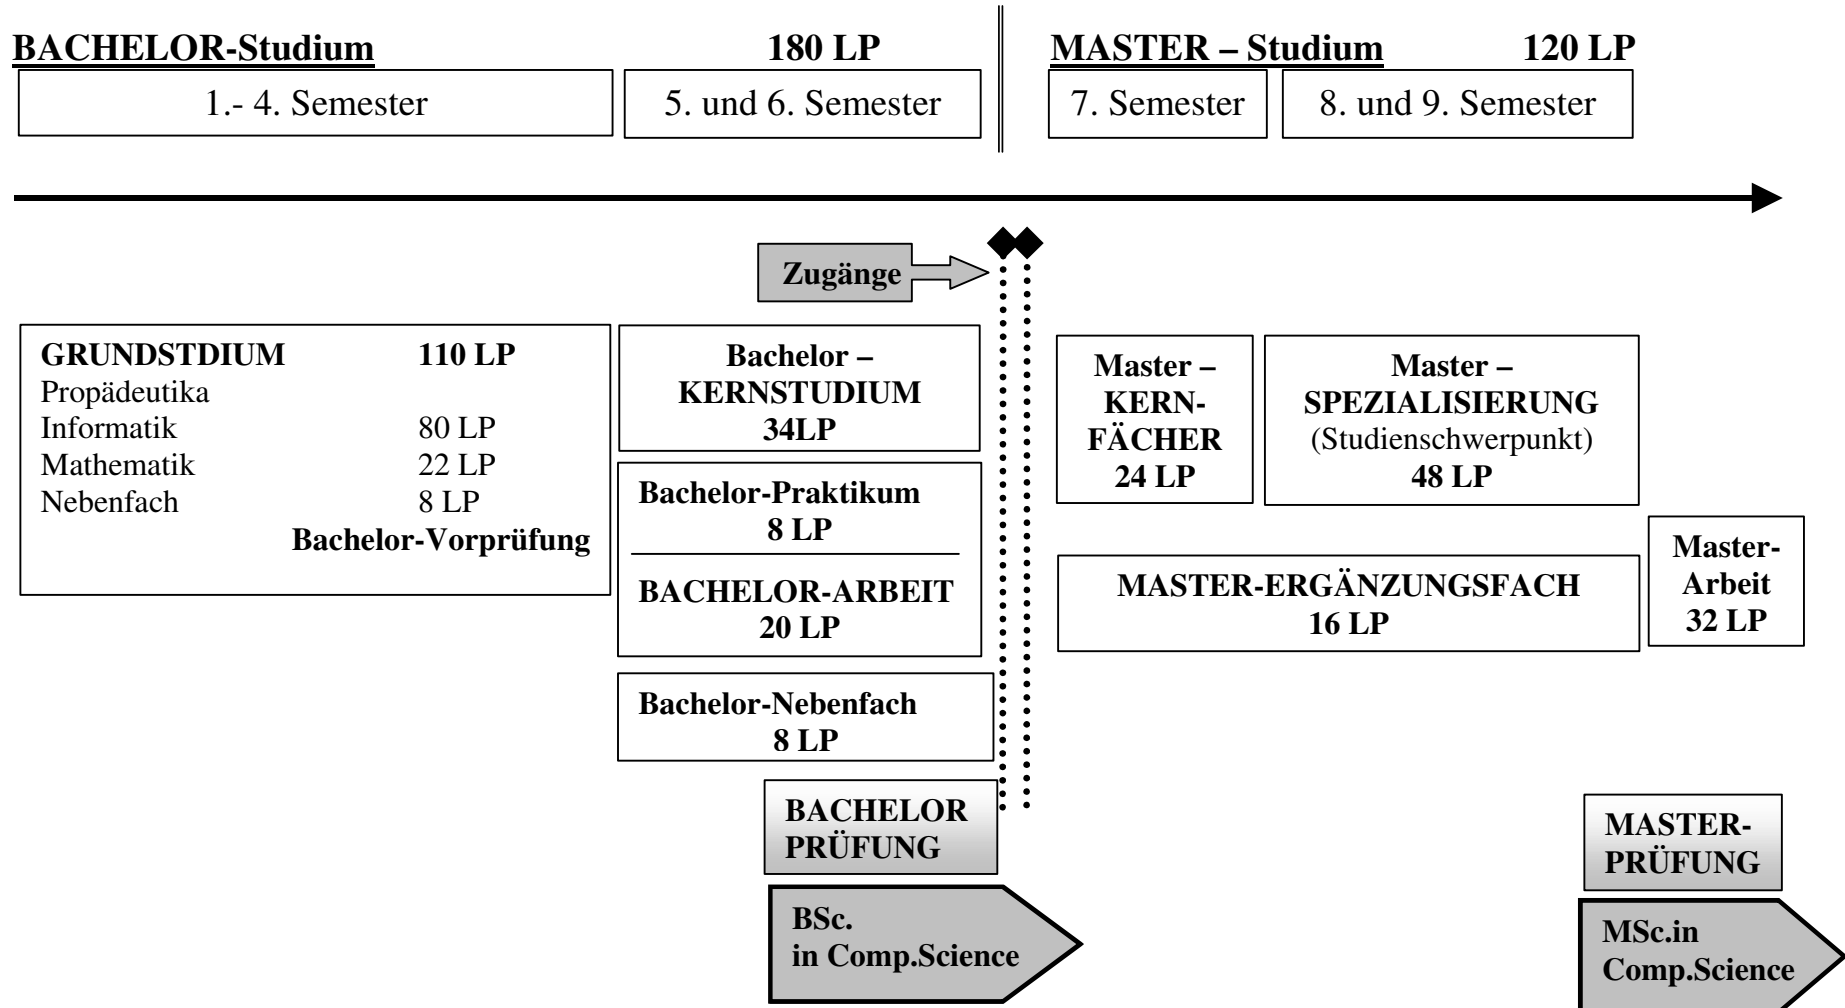 BACHELOR-Studium 180 LP
MASTER – Studium 120 LP
1.- 4. Semester
5. und 6. Semester
7. Semester
8. und 9. Semester
Zugänge
GRUNDSTDIUM 110 LP
Propädeutika
Informatik 80 LP
Mathematik 22 LP
Nebenfach 8 LP
Bachelor-Vorprüfung
Bachelor –
KERNSTUDIUM
34LP
Bachelor-Praktikum
8 LP
BACHELOR-ARBEIT
20 LP
Bachelor-Nebenfach
8 LP
Master –
KERN-
FÄCHER
24 LP
Master –
SPEZIALISIERUNG
(Studienschwerpunkt)
48 LP
MASTER-ERGÄNZUNGSFACH
16 LP
Master-
Arbeit
32 LP
BACHELOR
PRÜFUNG
BSc.
in Comp.Science
MASTER-
PRÜFUNG
MSc.in
Comp.Science